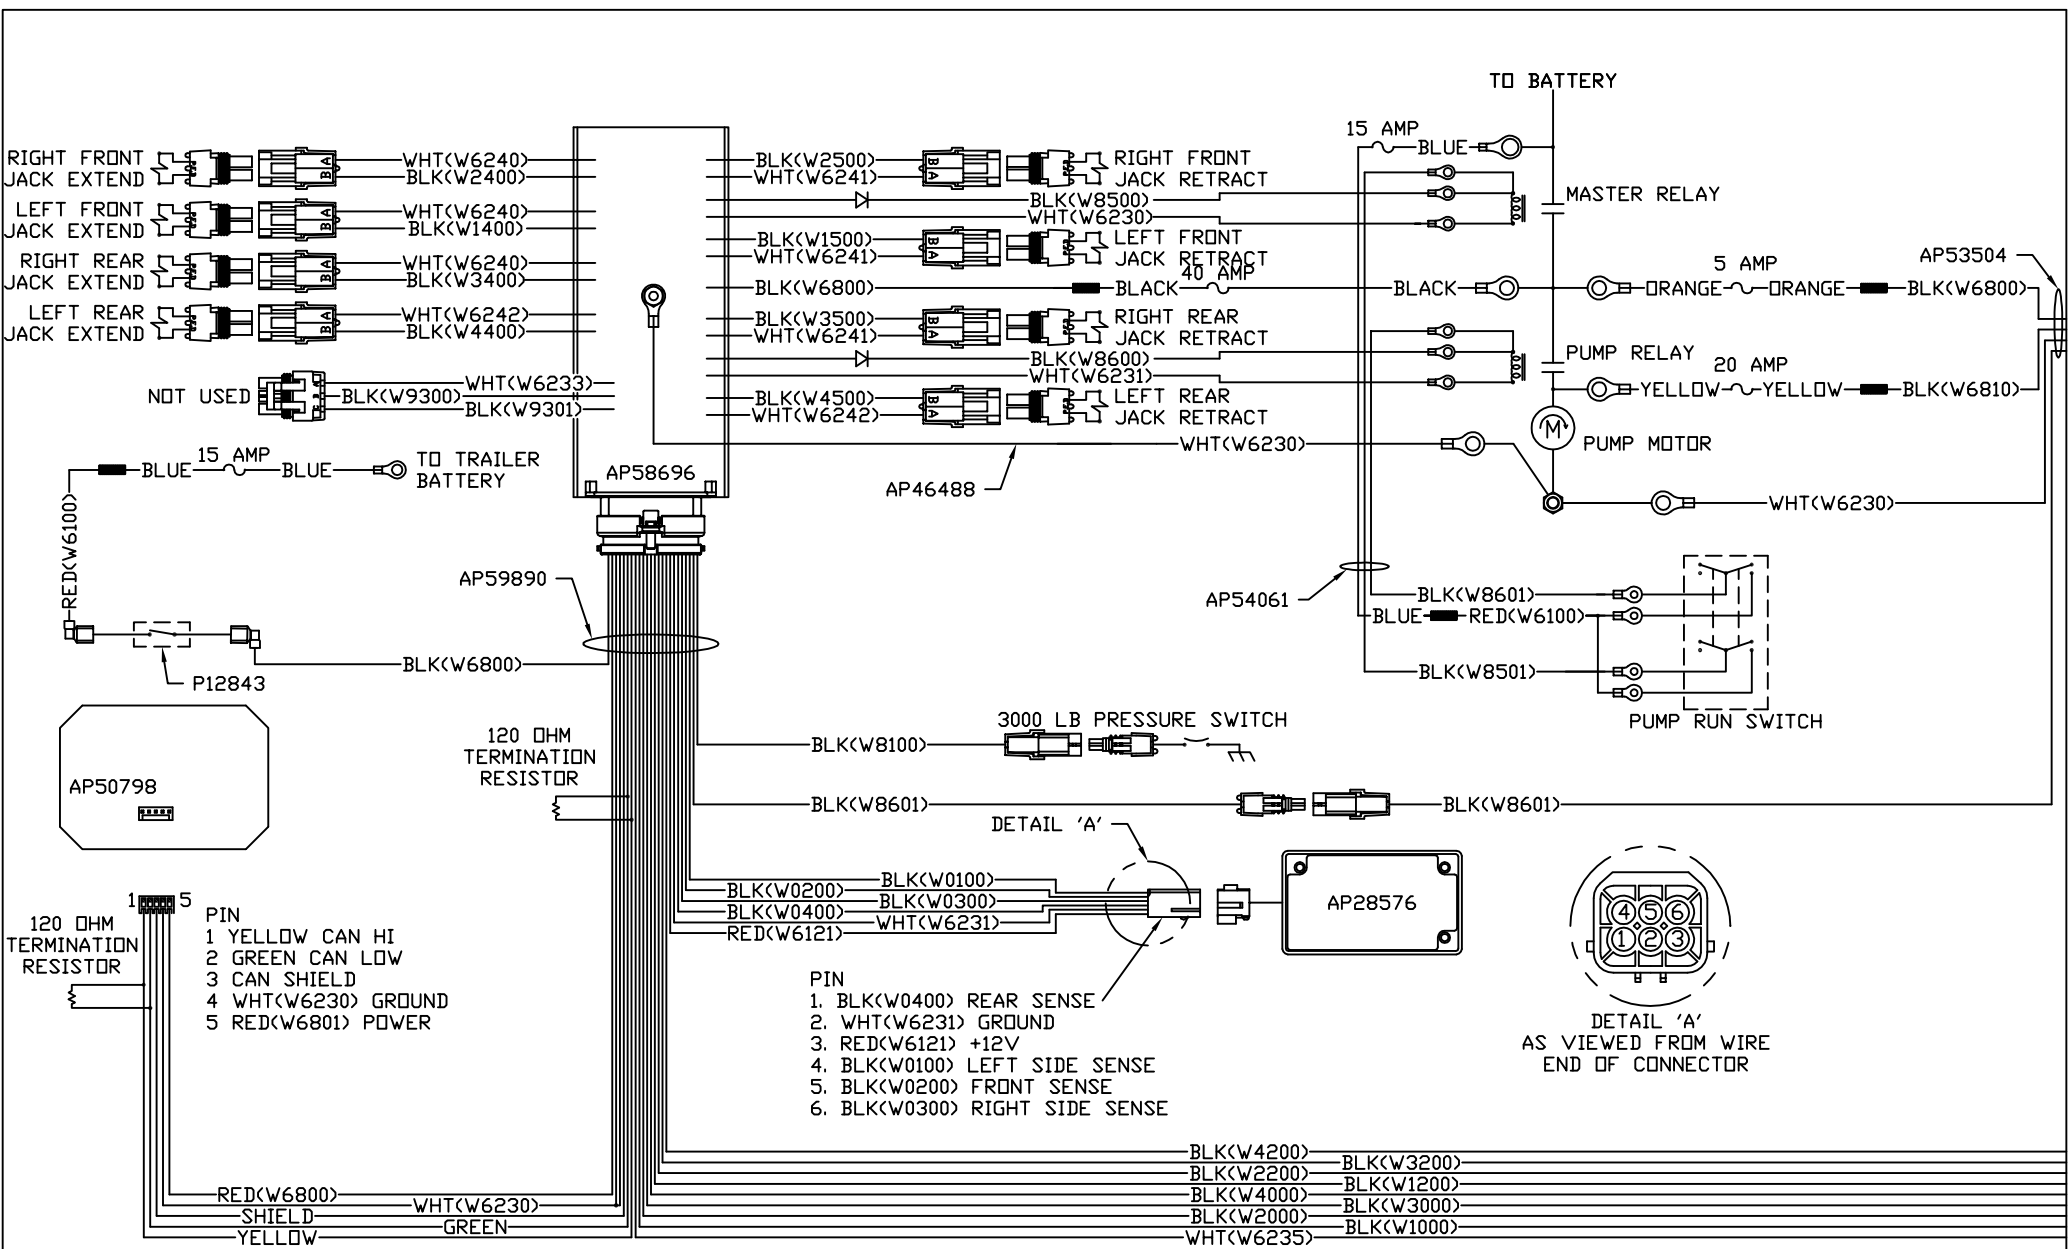 TO BATTERY
15 AMP
BLUE
MASTER RELAY
RIGHT FRONT
JACK EXTEND
A
B
WHT(W6240)
BLK(W2400)
LEFT FRONT
JACK EXTEND
A
B
WHT(W6240)
BLK(W1400)
RIGHT REAR
JACK EXTEND
A
B
WHT(W6240)
BLK(W3400)
LEFT REAR
JACK EXTEND
A
B
WHT(W6242)
BLK(W4400)
NOT USED
WHT(W6233)
BLK(W9300)
BLK(W9301)
BLK(W2500)
WHT(W6241)
B
A
RIGHT FRONT
JACK RETRACT
BLK(W8500)
WHT(W6230)
BLK(W1500)
WHT(W6241)
B
A
LEFT FRONT
JACK RETRACT
40 AMP
BLK(W6800)
BLACK
BLACK
BLK(W3500)
WHT(W6241)
B
A
RIGHT REAR
JACK RETRACT
BLK(W8600)
WHT(W6231)
BLK(W4500)
WHT(W6242)
B
A
LEFT REAR
JACK RETRACT
WHT(W6230)
AP46488
AP58696
5 AMP
ORANGE
ORANGE
BLK(W6800)
AP53504
PUMP RELAY
20 AMP
YELLOW
YELLOW
BLK(W6810)
M
PUMP MOTOR
WHT(W6230)
15 AMP
BLUE
BLUE
TO TRAILER
BATTERY
RED(W6100)
P12843
BLK(W6800)
AP59890
AP54061
BLK(W8601)
BLUE
RED(W6100)
BLK(W8501)
PUMP RUN SWITCH
AP50798
120 OHM
TERMINATION
RESISTOR
3000 LB PRESSURE SWITCH
BLK(W8100)
BLK(W8601)
BLK(W8601)
DETAIL 'A'
BLK(W0100)
BLK(W0200)
BLK(W0300)
BLK(W0400)
WHT(W6231)
RED(W6121)
AP28576
4 5 6
1 2 3
DETAIL 'A'
AS VIEWED FROM WIRE
END OF CONNECTOR
1
5
120 OHM
TERMINATION
RESISTOR
PIN
1 YELLOW CAN HI
2 GREEN CAN LOW
3 CAN SHIELD
4 WHT(W6230) GROUND
5 RED(W6801) POWER
PIN
1. BLK(W0400) REAR SENSE
2. WHT(W6231) GROUND
3. RED(W6121) +12V
4. BLK(W0100) LEFT SIDE SENSE
5. BLK(W0200) FRONT SENSE
6. BLK(W0300) RIGHT SIDE SENSE
RED(W6800)
WHT(W6230)
SHIELD
GREEN
YELLOW
BLK(W4200)
BLK(W3200)
BLK(W2200)
BLK(W1200)
BLK(W4000)
BLK(W3000)
BLK(W2000)
BLK(W1000)
WHT(W6235)